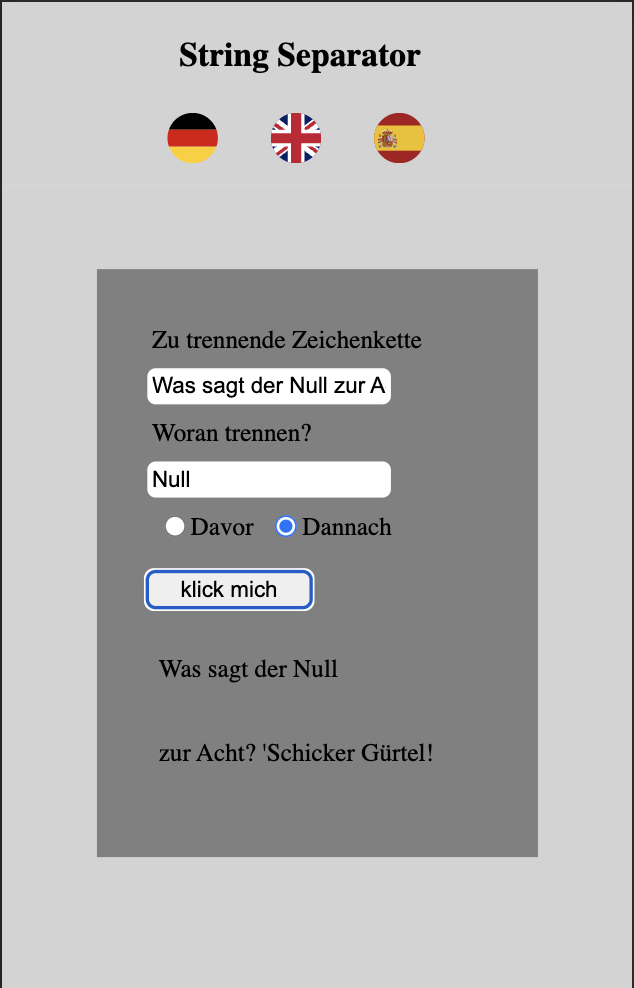 String Separator
Zu trennende Zeichenkette
Was sagt der Null zur A
Woran trennen?
Null
Davor Dannach
klick mich
Was sagt der Null
zur Acht? 'Schicker Gürtel!